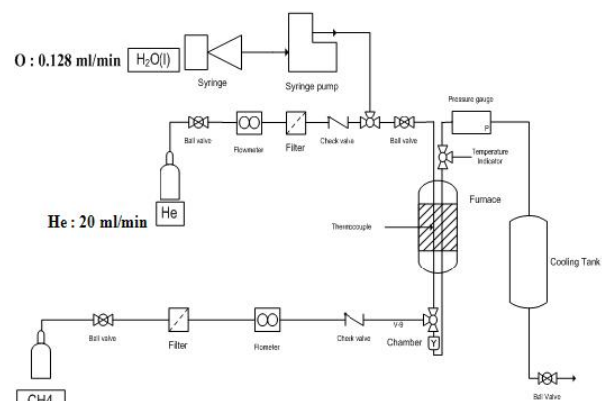 O : 0.128 ml/min
H₂O(l)
Syringe
Syringe pump
Pressure gauge
P
Ball valve
Flowmeter
Filter
Check valve
Ball valve
Temperature
Indicator
He
He : 20 ml/min
Furnace
Thermocouple
Cooling Tank
V-9
Ball valve
Filter
Flometer
Check valve
Chamber
Y
CH4
Ball Valve